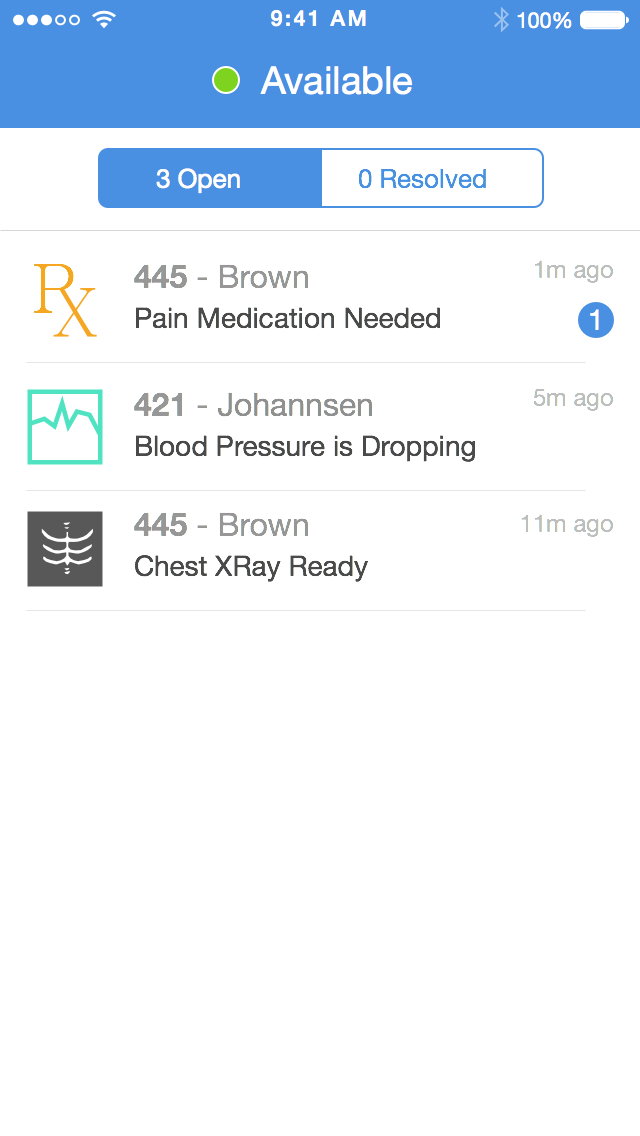 9:41 AM
100%
Available
3 Open
0 Resolved
Rx
445 - Brown
1m ago
Pain Medication Needed
1
421 - Johannsen
5m ago
Blood Pressure is Dropping
445 - Brown
11m ago
Chest XRay Ready